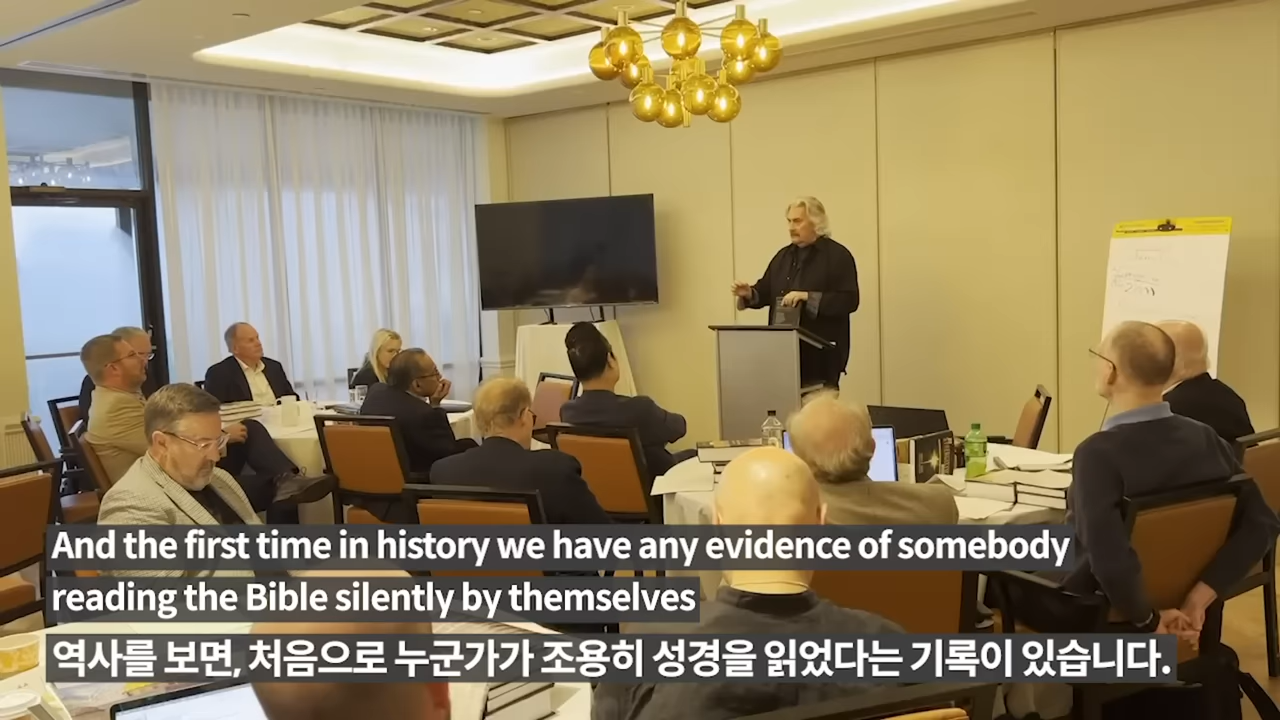 And the first time in history we have any evidence of somebody
reading the Bible silently by themselves
역사를 보면, 처음으로 누군가가 조용히 성경을 읽었다는 기록이 있습니다.